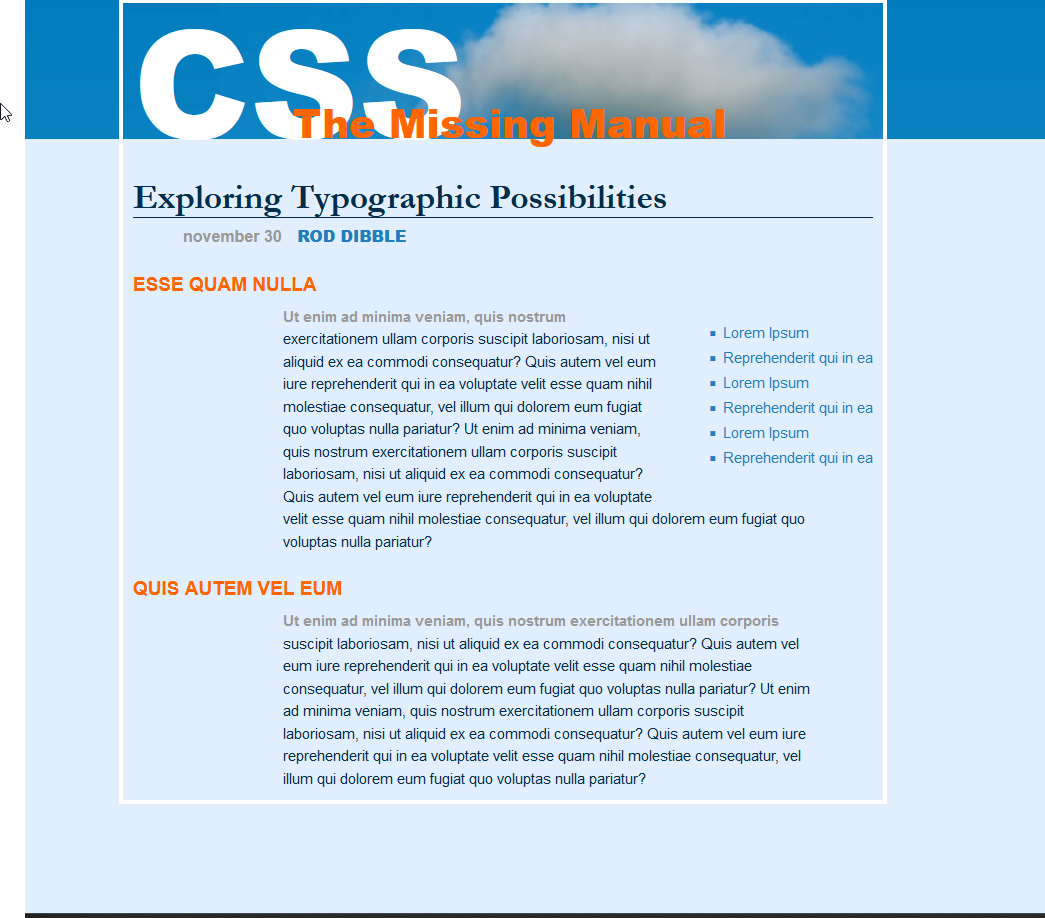 CSS
The Missing Manual
Exploring Typographic Possibilities
november 30 ROD DIBBLE
ESSE QUAM NULLA
Ut enim ad minima veniam, quis nostrum
exercitationem ullam corporis suscipit laboriosam, nisi ut
aliquid ex ea commodi consequatur? Quis autem vel eum
iure reprehenderit qui in ea voluptate velit esse quam nihil
molestiae consequatur, vel illum qui dolorem eum fugiat
quo voluptas nulla pariatur? Ut enim ad minima veniam,
quis nostrum exercitationem ullam corporis suscipit
laboriosam, nisi ut aliquid ex ea commodi consequatur?
Quis autem vel eum iure reprehenderit qui in ea voluptate
velit esse quam nihil molestiae consequatur, vel illum qui dolorem eum fugiat quo
voluptas nulla pariatur?
Lorem Ipsum
Reprehenderit qui in ea
Lorem Ipsum
Reprehenderit qui in ea
Lorem Ipsum
Reprehenderit qui in ea
QUIS AUTEM VEL EUM
Ut enim ad minima veniam, quis nostrum exercitationem ullam corporis
suscipit laboriosam, nisi ut aliquid ex ea commodi consequatur? Quis autem vel
eum iure reprehenderit qui in ea voluptate velit esse quam nihil molestiae
consequatur, vel illum qui dolorem eum fugiat quo voluptas nulla pariatur? Ut enim
ad minima veniam, quis nostrum exercitationem ullam corporis suscipit
laboriosam, nisi ut aliquid ex ea commodi consequatur? Quis autem vel eum iure
reprehenderit qui in ea voluptate velit esse quam nihil molestiae consequatur, vel
illum qui dolorem eum fugiat quo voluptas nulla pariatur?